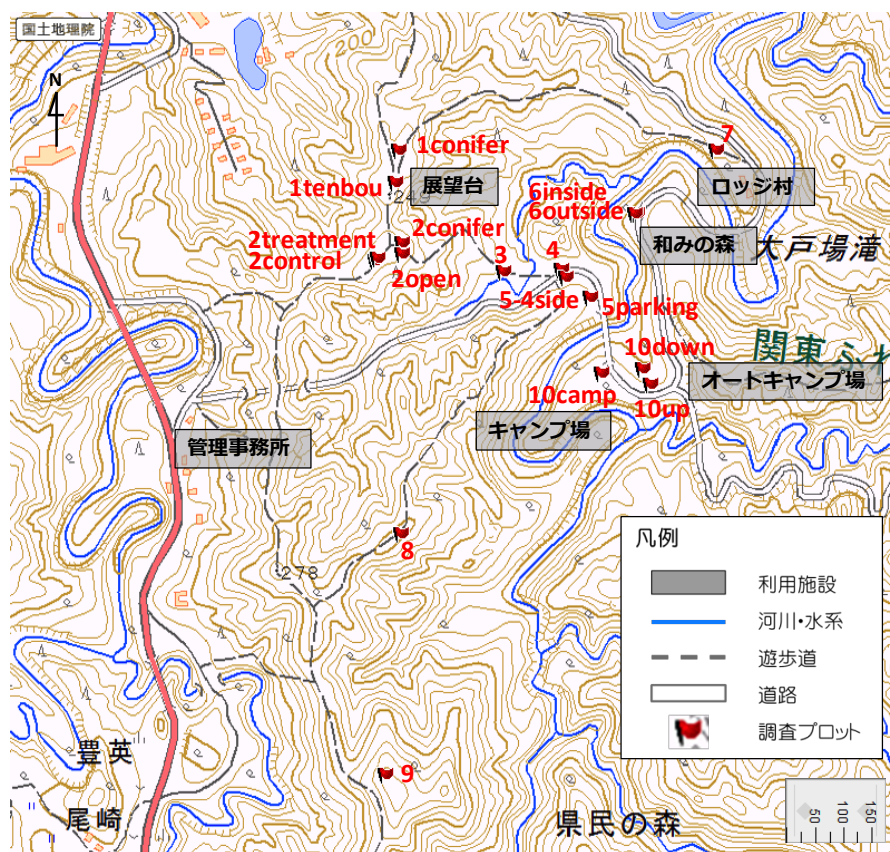 国土地理院
200
N
1conifer
7
1tenbou
展望台
249
ロッジ村
6inside
6outside
和みの森
大戸場滝
2treatment
2control
2conifer
2open
3
4
5-4side
5parking
関東ふれ
10down
10camp
10up
オートキャンプ場
キャンプ場
管理事務所
8
278
凡例
利用施設
河川・水系
遊歩道
道路
調査プロット
豊英
尾崎
9
県民の森
50
100
150